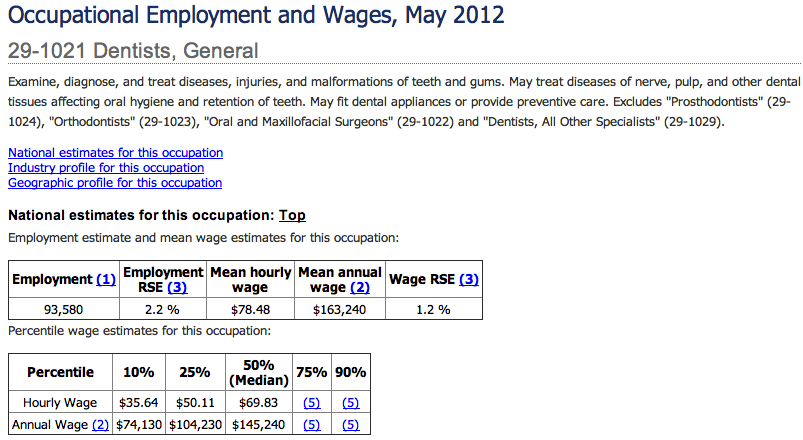 Occupational Employment and Wages, May 2012
29-1021 Dentists, General
Examine, diagnose, and treat diseases, injuries, and malformations of teeth and gums. May treat diseases of nerve, pulp, and other dental
tissues affecting oral hygiene and retention of teeth. May fit dental appliances or provide preventive care. Excludes "Prosthodontists" (29-
1024), "Orthodontists" (29-1023), "Oral and Maxillofacial Surgeons" (29-1022) and "Dentists, All Other Specialists" (29-1029).
National estimates for this occupation
Industry profile for this occupation
Geographic profile for this occupation
National estimates for this occupation: Top
Employment estimate and mean wage estimates for this occupation:
Employment (1) Employment RSE (3) Mean hourly wage Mean annual wage (2) Wage RSE (3)
93,580 2.2 % $78.48 $163,240 1.2 %
Percentile wage estimates for this occupation:
Percentile 10% 25% 50% (Median) 75% 90%
Hourly Wage $35.64 $50.11 $69.83 (5) (5)
Annual Wage (2) $74,130 $104,230 $145,240 (5) (5)